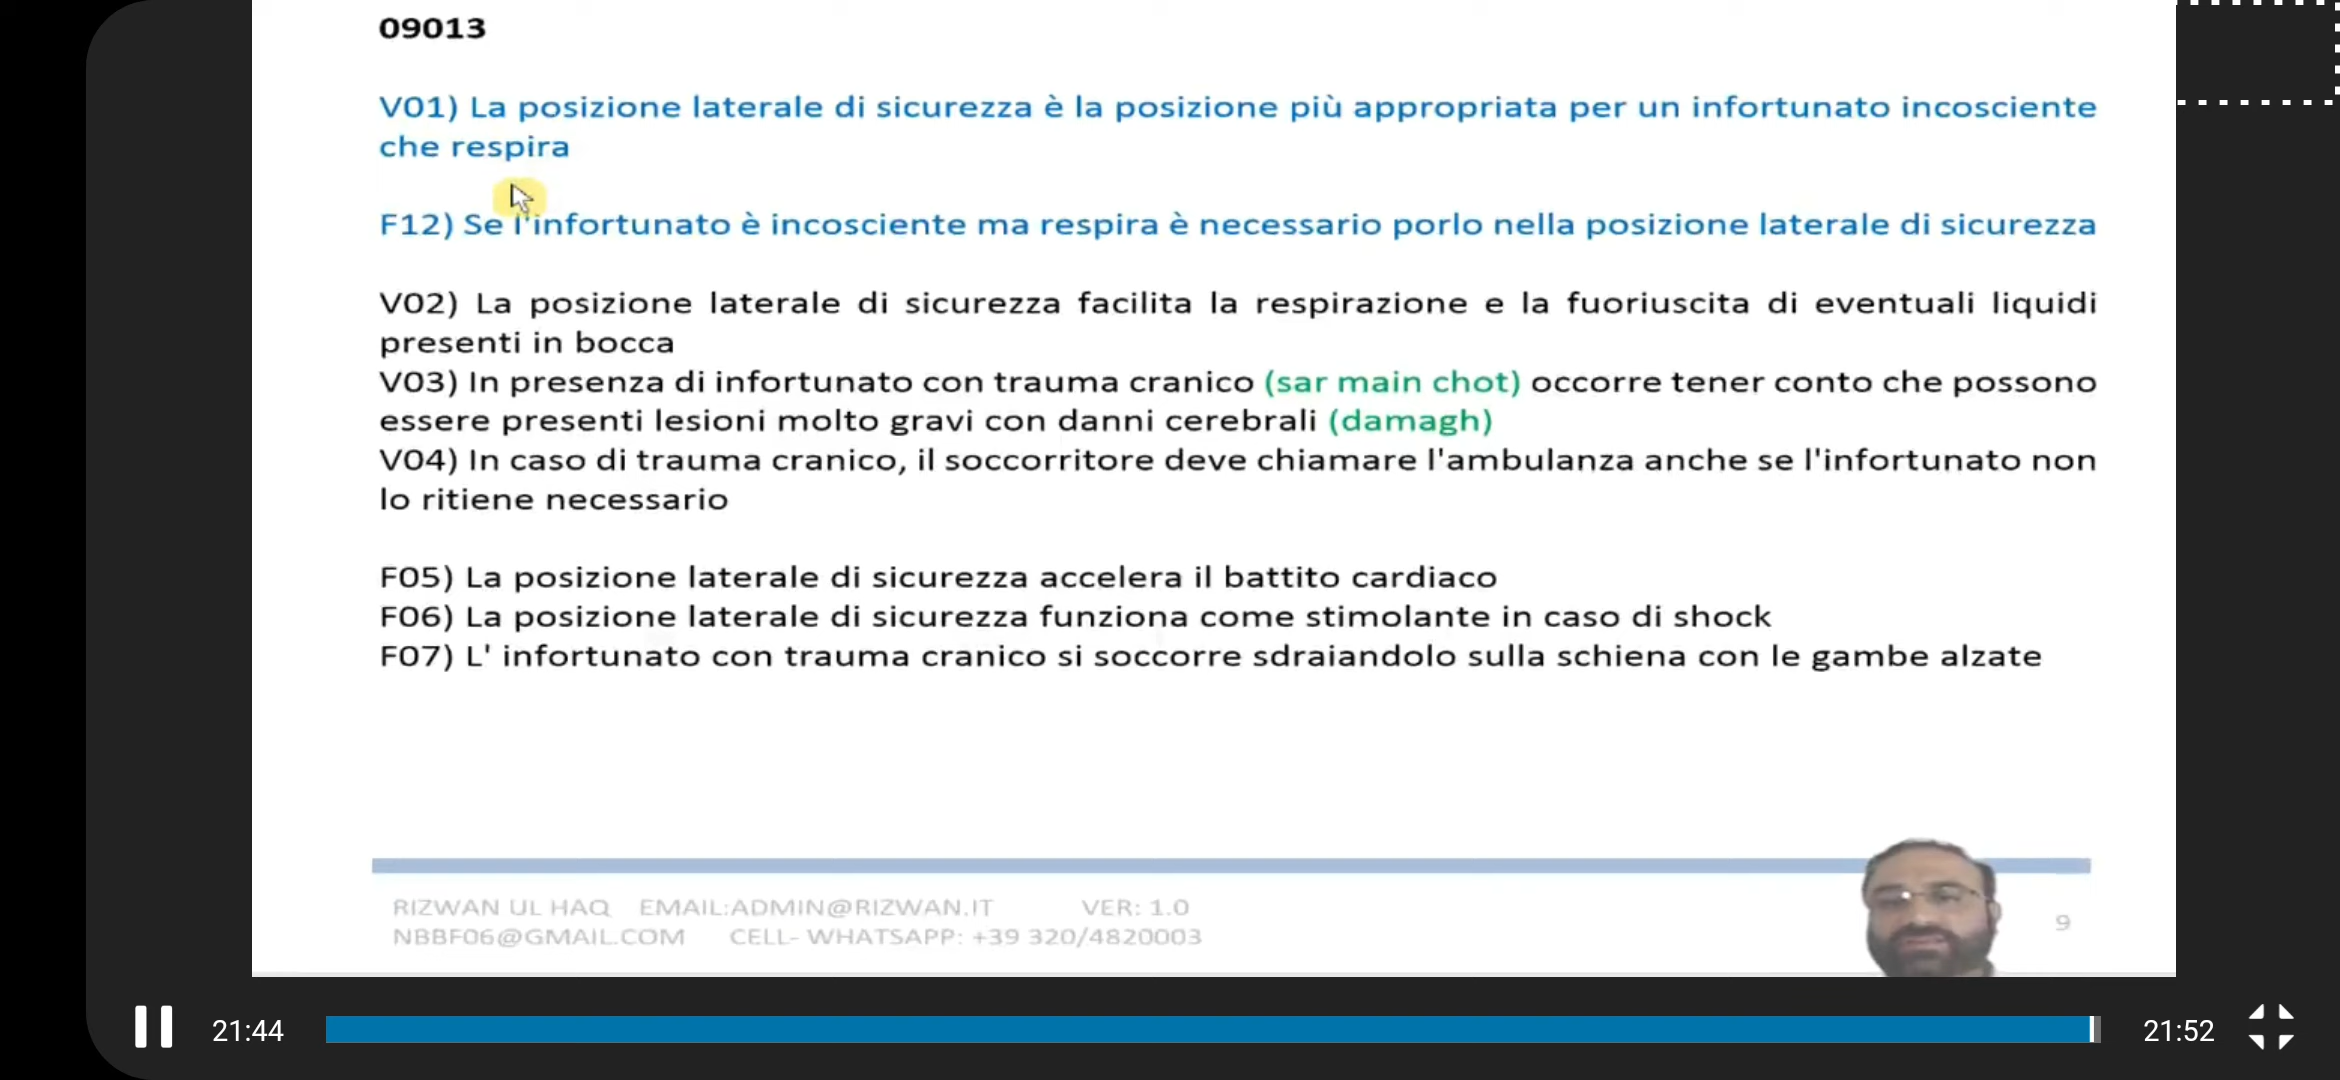 09013
V01) La posizione laterale di sicurezza è la posizione più appropriata per un infortunato incosciente
che respira
F12) Se l'infortunato è incosciente ma respira è necessario porlo nella posizione laterale di sicurezza
V02) La posizione laterale di sicurezza facilita la respirazione e la fuoriuscita di eventuali liquidi
presenti in bocca
V03) In presenza di infortunato con trauma cranico (sar main chot) occorre tener conto che possono
essere presenti lesioni molto gravi con danni cerebrali (damagh)
V04) In caso di trauma cranico, il soccorritore deve chiamare l'ambulanza anche se l'infortunato non
lo ritiene necessario
F05) La posizione laterale di sicurezza accelera il battito cardiaco
F06) La posizione laterale di sicurezza funziona come stimolante in caso di shock
F07) L' infortunato con trauma cranico si soccorre sdraiandolo sulla schiena con le gambe alzate
RIZWAN UL HAQ EMAIL:ADMIN@RIZWAN.IT VER: 1.0
NBBF06@GMAIL.COM CELL- WHATSAPP: +39 320/4820003
9
21:44
21:52